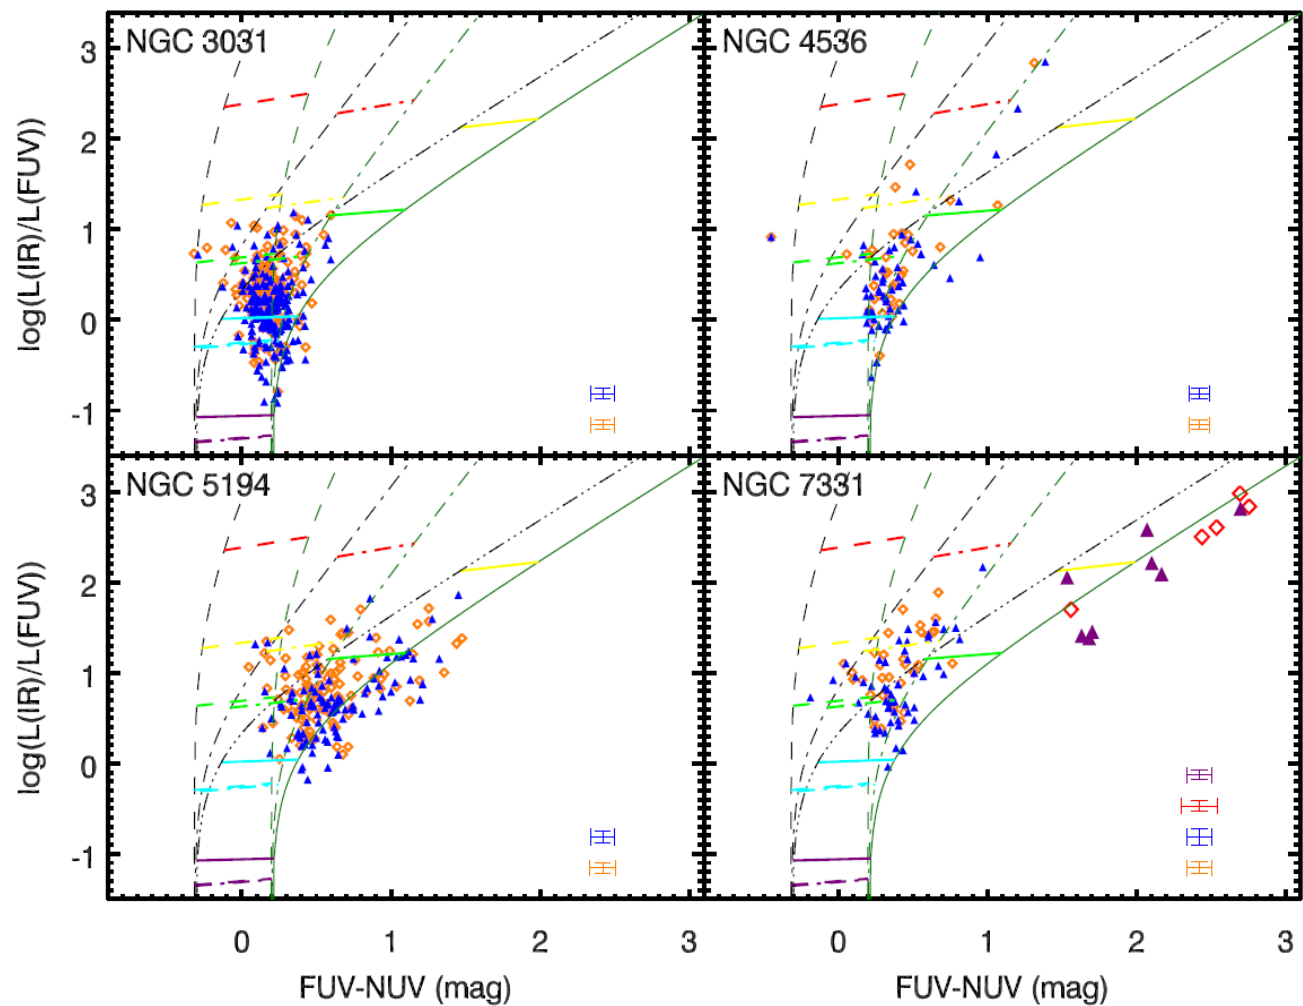 NGC 3031
NGC 4536
3
2
1
0
-1
log(L(IR)/L(FUV))
NGC 5194
NGC 7331
3
2
1
0
-1
log(L(IR)/L(FUV))
0 1 2 3
0 1 2 3
FUV-NUV (mag)
FUV-NUV (mag)